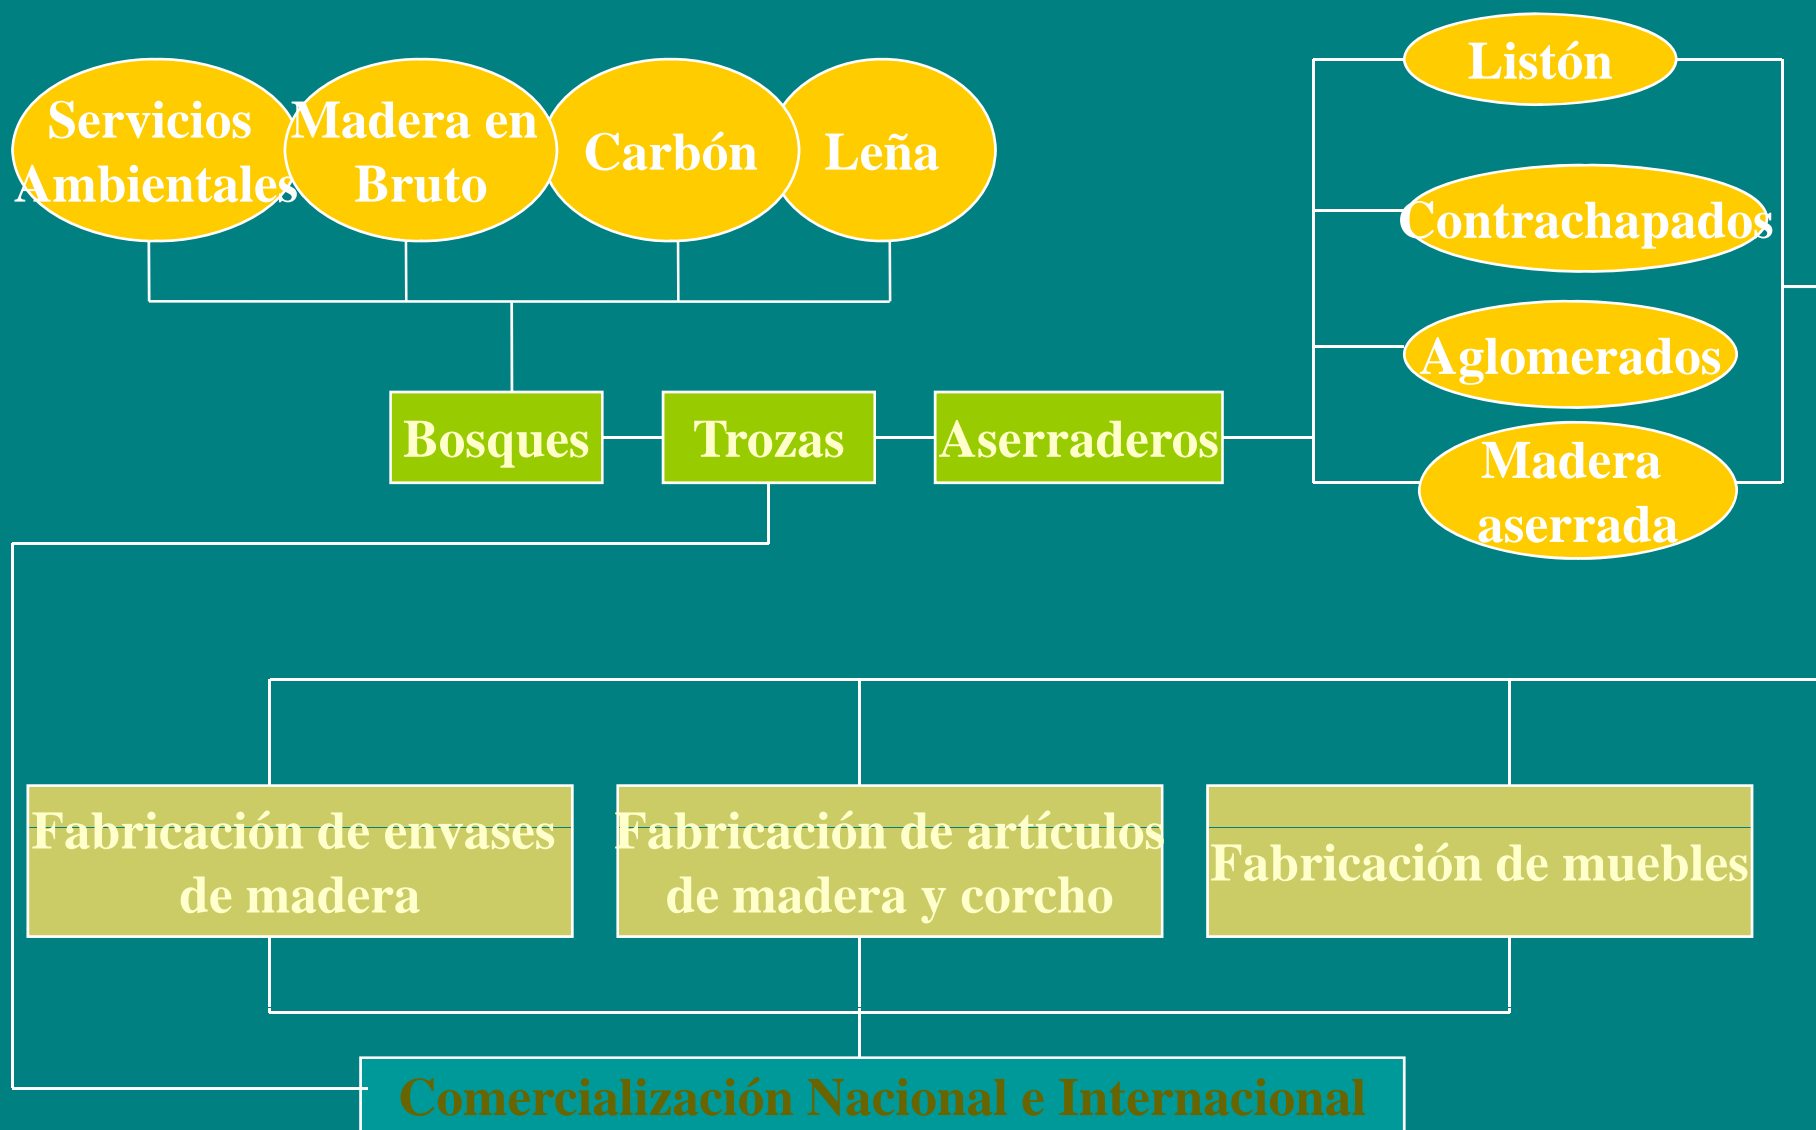 Servicios
Ambientales
Madera en
Bruto
Carbón
Leña
Listón
Contrachapados
Aglomerados
Madera
aserrada
Bosques
Trozas
Aserraderos
Fabricación de envases
de madera
Fabricación de artículos
de madera y corcho
Fabricación de muebles
Comercialización Nacional e Internacional